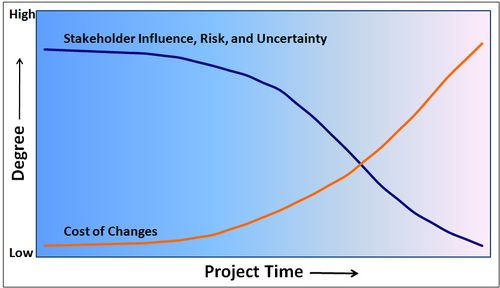 High
Stakeholder Influence, Risk, and Uncertainty
Degree
Cost of Changes
Low
Project Time